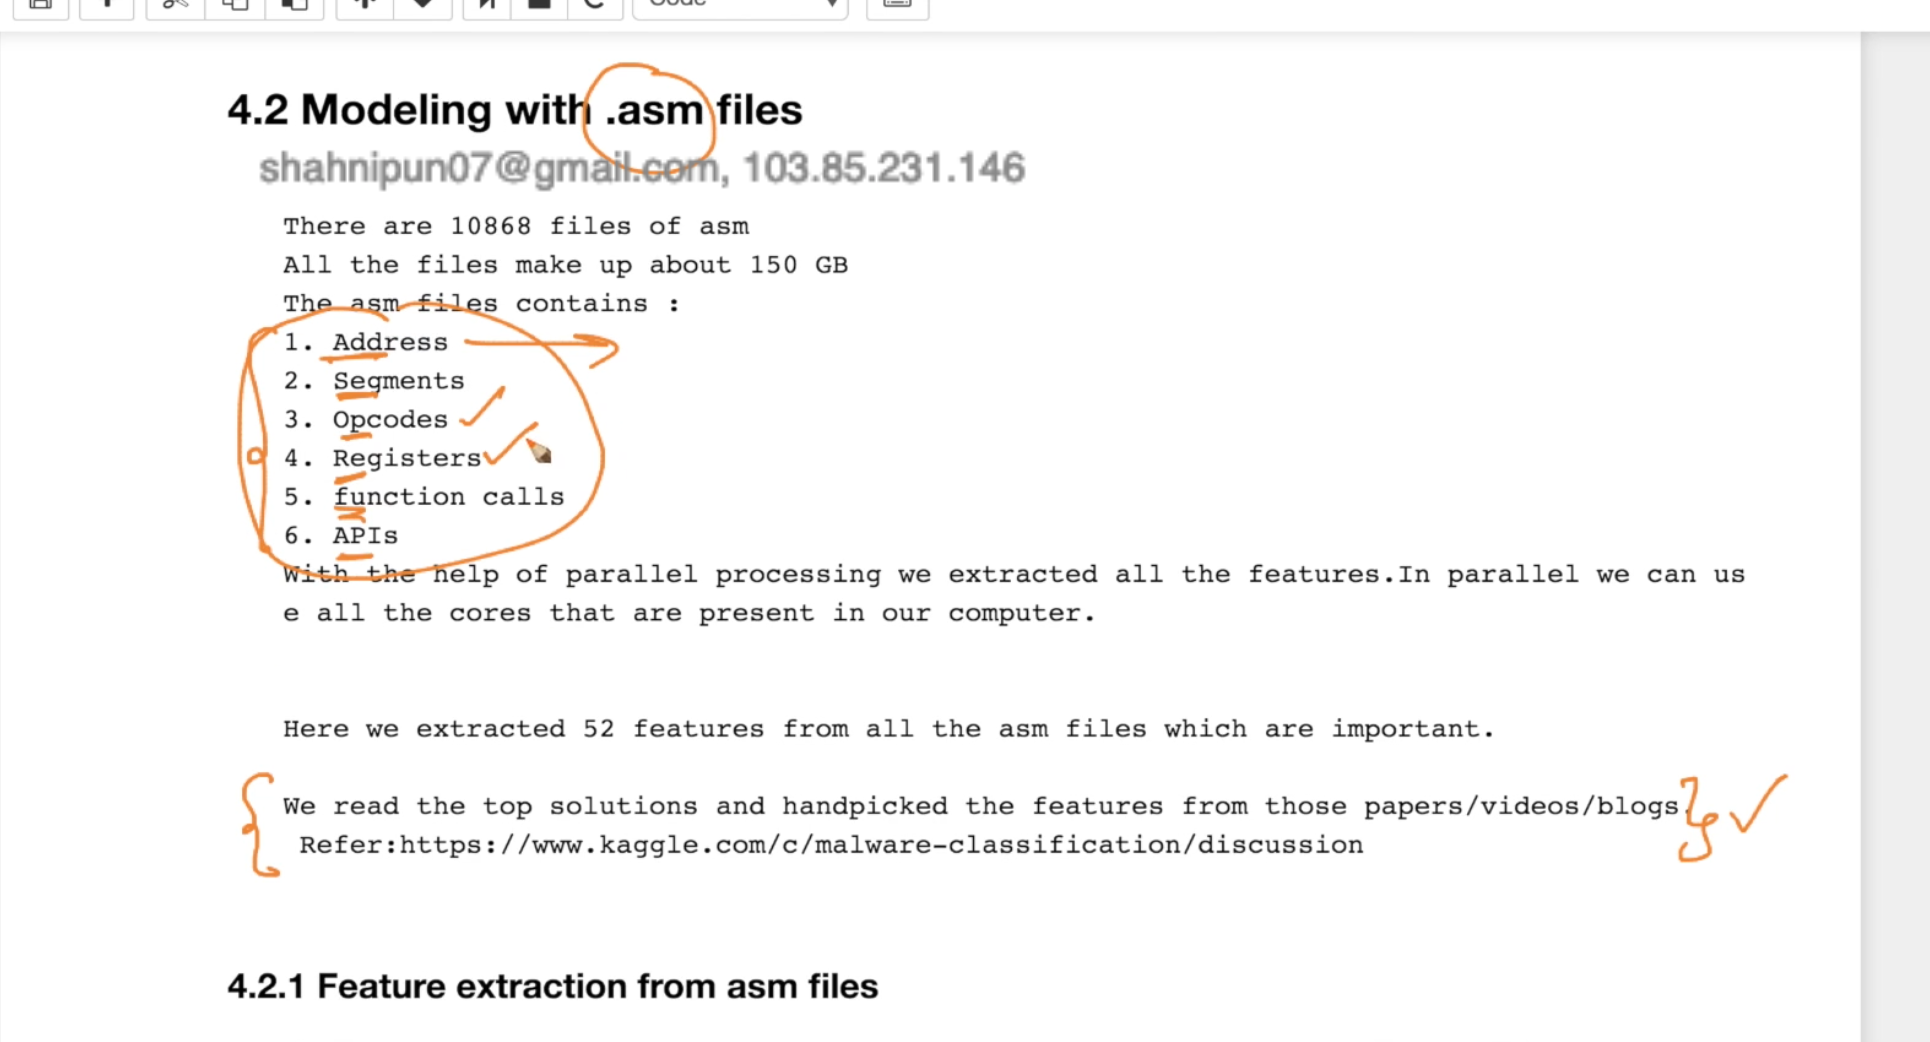 Code
4.2 Modeling with .asm files
shahnipun07@gmail.com, 103.85.231.146
There are 10868 files of asm
All the files make up about 150 GB
The asm files contains :
1. Address
2. Segments
3. Opcodes
4. Registers
5. function calls
6. APIs
With the help of parallel processing we extracted all the features.In parallel we can us
e all the cores that are present in our computer.
Here we extracted 52 features from all the asm files which are important.
We read the top solutions and handpicked the features from those papers/videos/blogs.
Refer:https://www.kaggle.com/c/malware-classification/discussion
4.2.1 Feature extraction from asm files